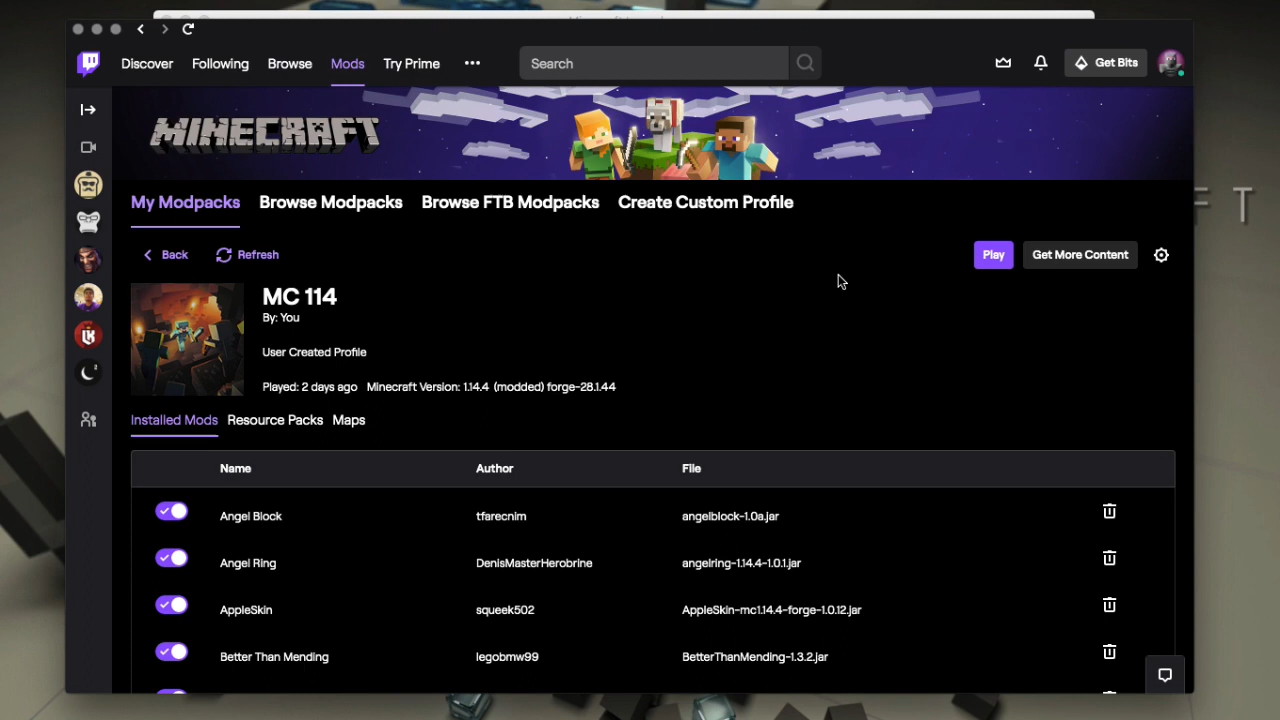 Discover Following Browse Mods Try Prime Search Get Bits
MINECRAFT
My Modpacks Browse Modpacks Browse FTB Modpacks Create Custom Profile
Back Refresh Play Get More Content
MC 114
By: You
User Created Profile
Played: 2 days ago Minecraft Version: 1.14.4 (modded) forge-28.1.44
Installed Mods Resource Packs Maps
Name Author File
Angel Block tfarecnim angelblock-1.0a.jar
Angel Ring DenisMasterHerobrine angelring-1.14.4-1.0.1.jar
AppleSkin squeek502 AppleSkin-mc1.14.4-forge-1.0.12.jar
Better Than Mending legobmw99 BetterThanMending-1.3.2.jar